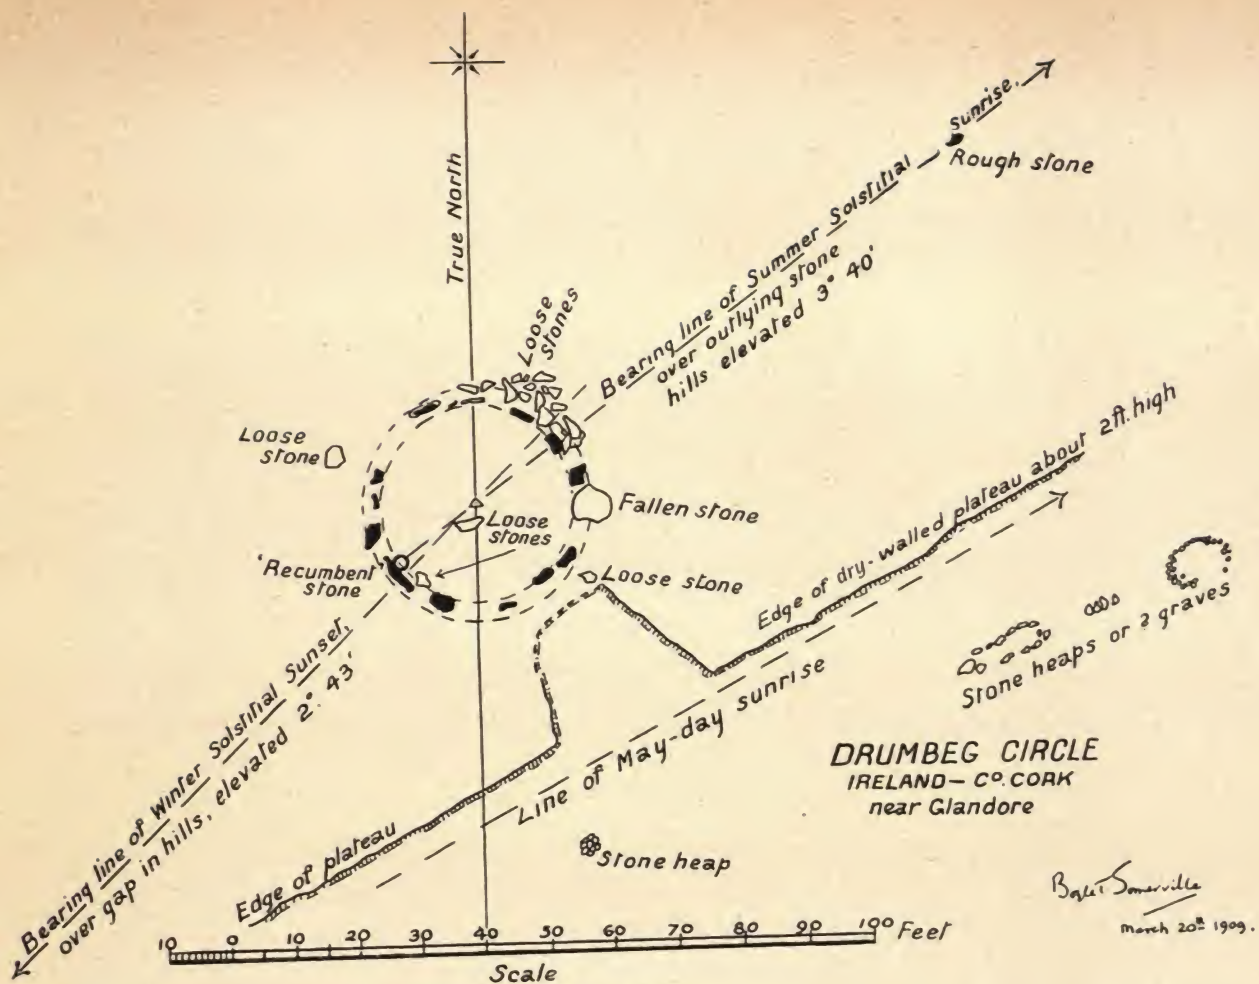 True North
Bearing line of Summer Solstitial sunrise.
over outlying stone
hills elevated 3° 40'
Rough stone
Loose
stones
Loose
stone
Fallen stone
Loose
stones
'Recumbent'
stone
Loose stone
Edge of dry-walled plateau about 2ft. high
Stone heaps or ? graves
Bearing line of Winter Solstitial Sunset,
over gap in hills, elevated 2°. 43'
Line of May-day sunrise
DRUMBEG CIRCLE
IRELAND — Co. CORK
near Glandore
Edge of plateau
Stone heap
Boyle Somerville
March 20th 1909.
10 0 10 20 30 40 50 60 70 80 90 100 Feet
Scale